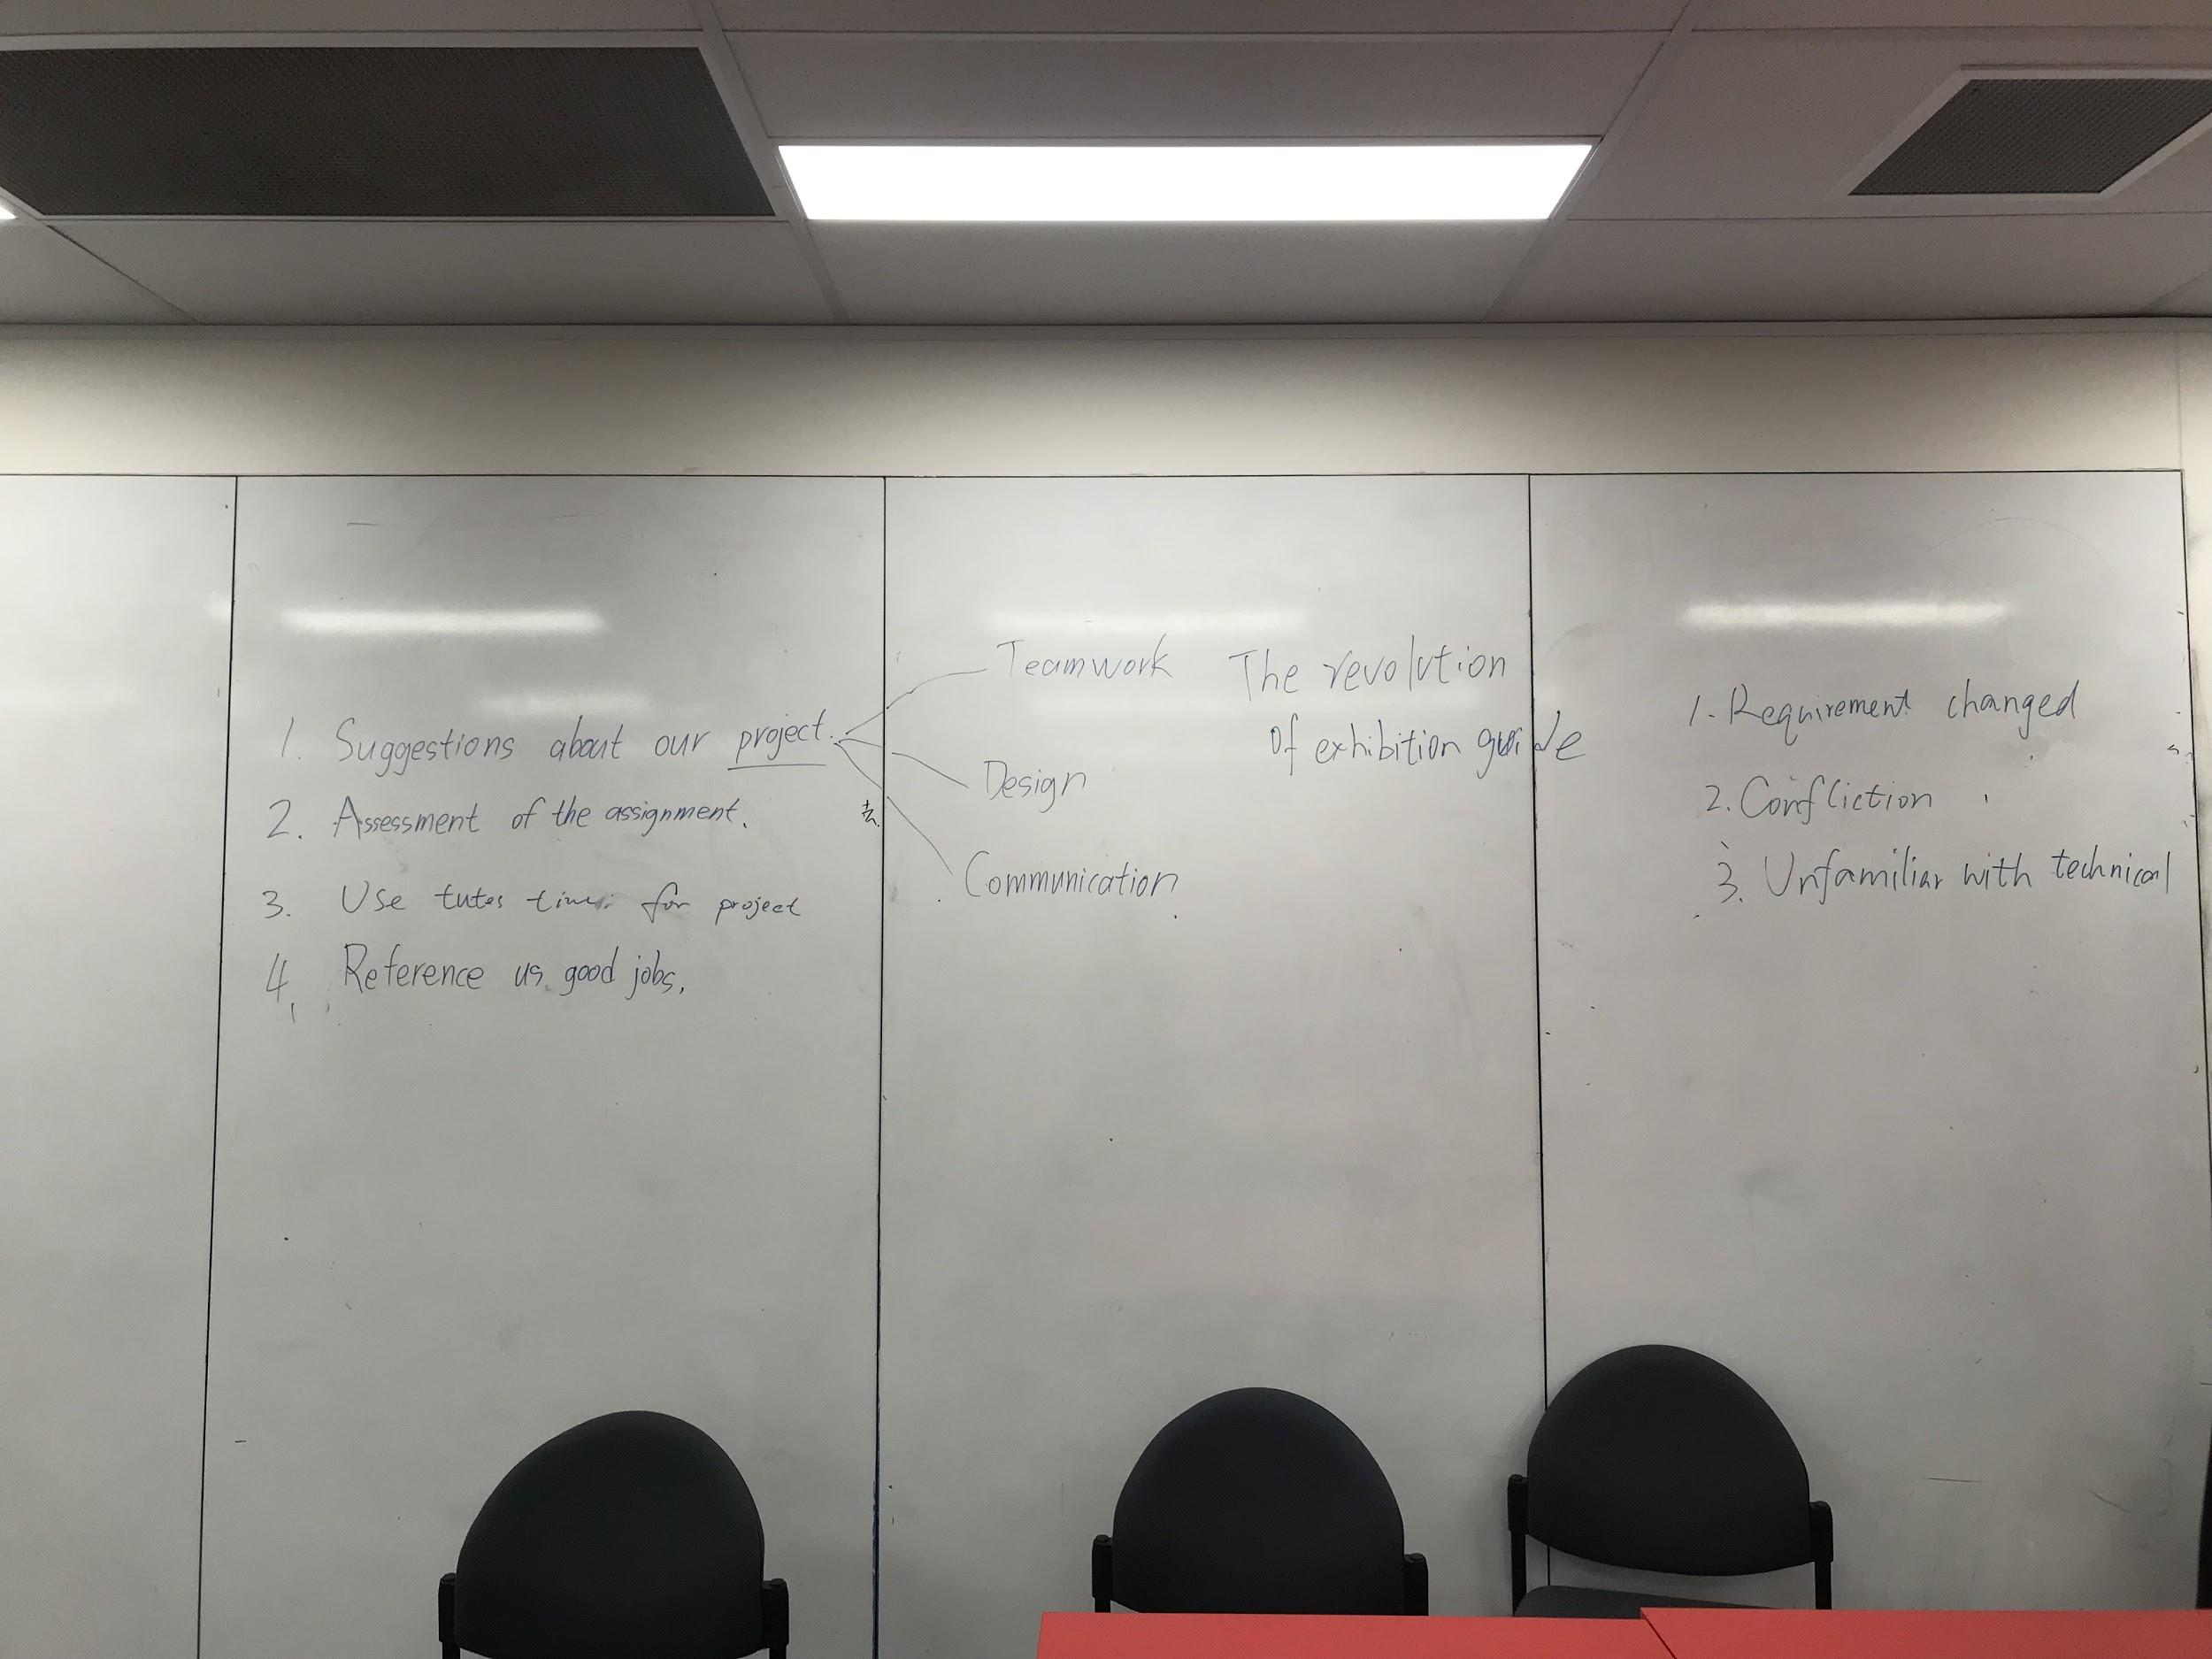 1. Suggestions about our project.
2. Assessment of the assignment.
3. Use tutes time for project
4. Reference us good jobs.
Teamwork
Design
Communication
The revolution
of exhibition guide
1. Requirement changed
2. Confliction
3. Unfamiliar with technical